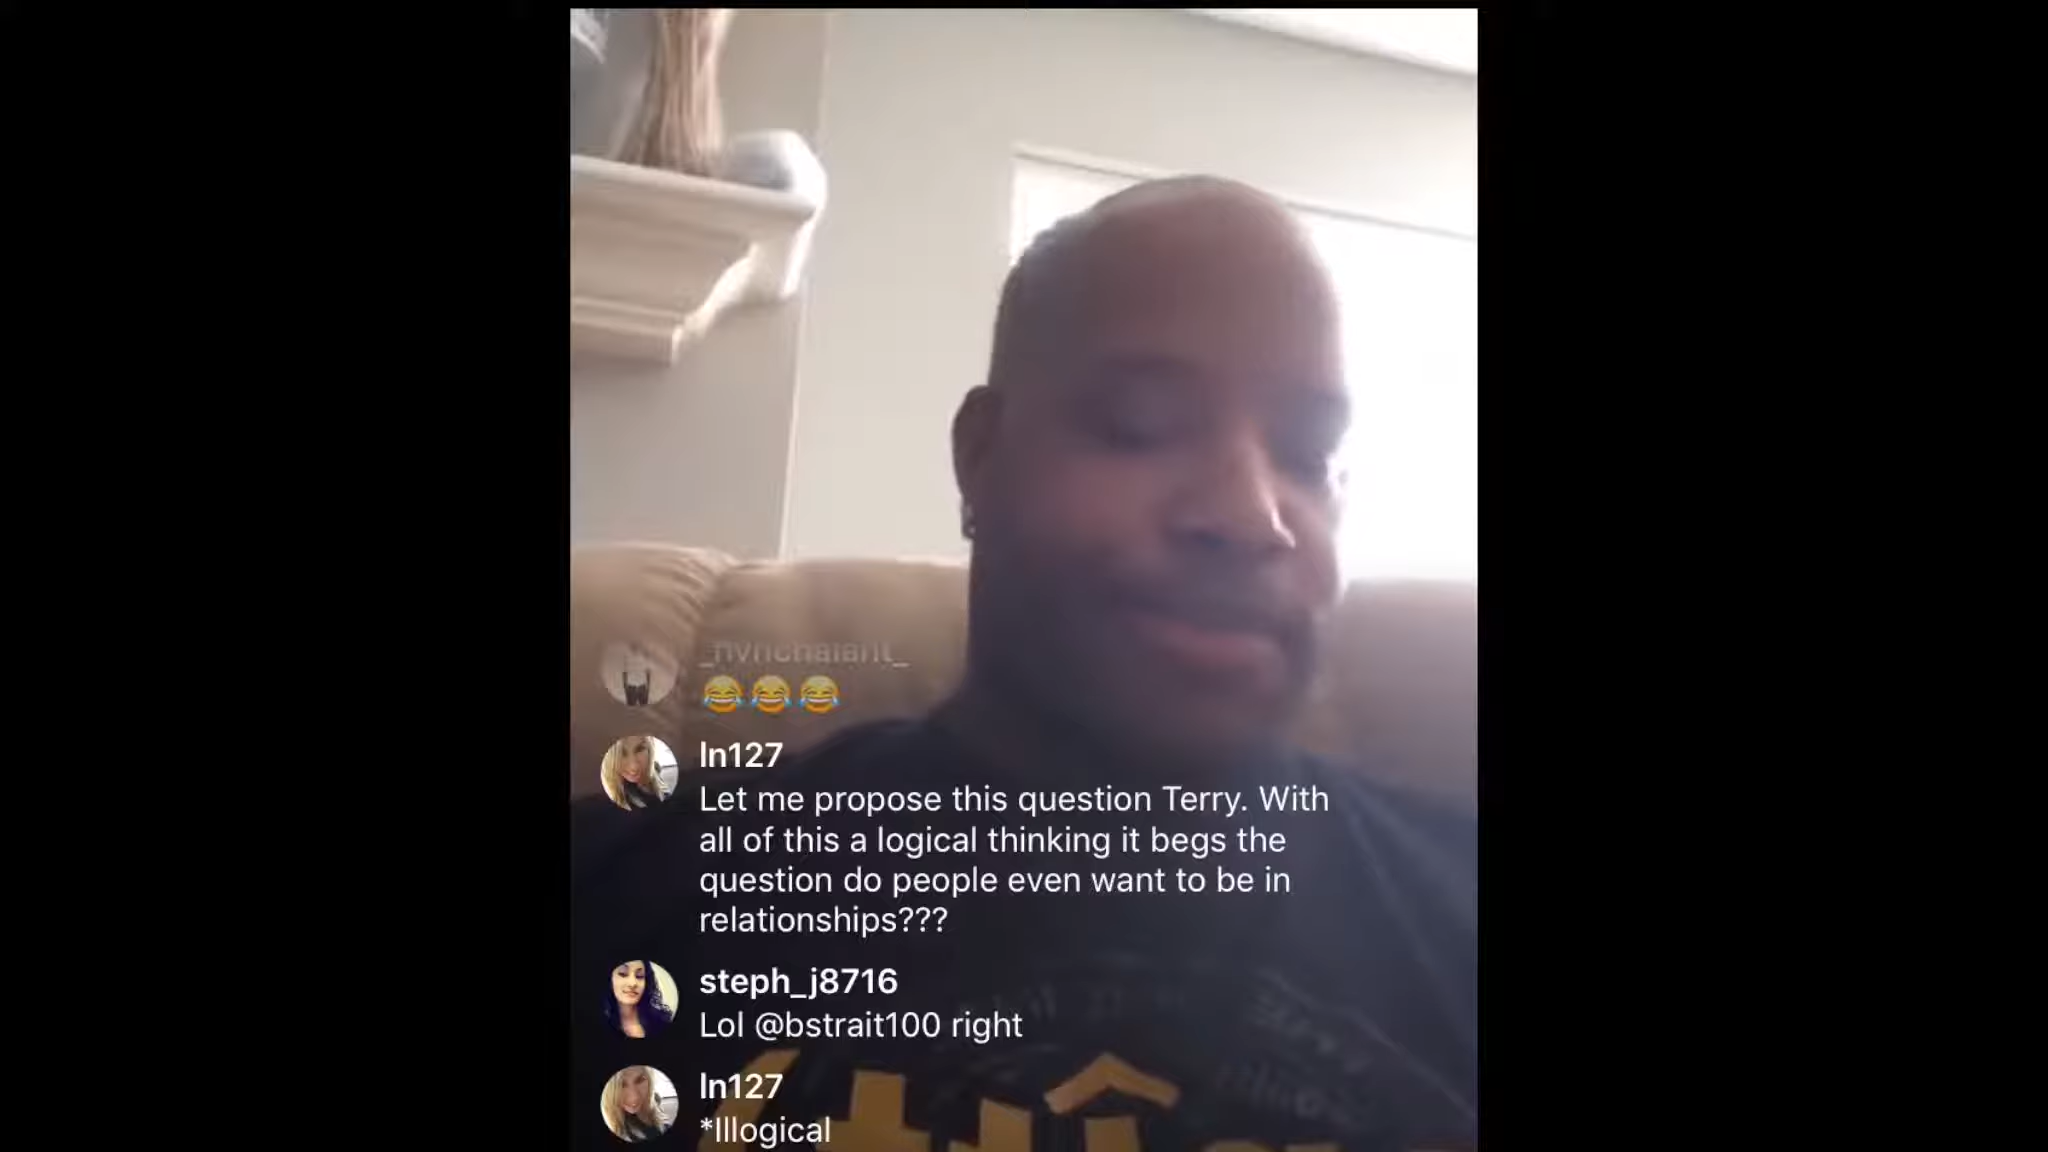 😂😂😂
ln127
Let me propose this question Terry. With
all of this a logical thinking it begs the
question do people even want to be in
relationships???
steph_j8716
Lol @bstrait100 right
ln127
*Illogical